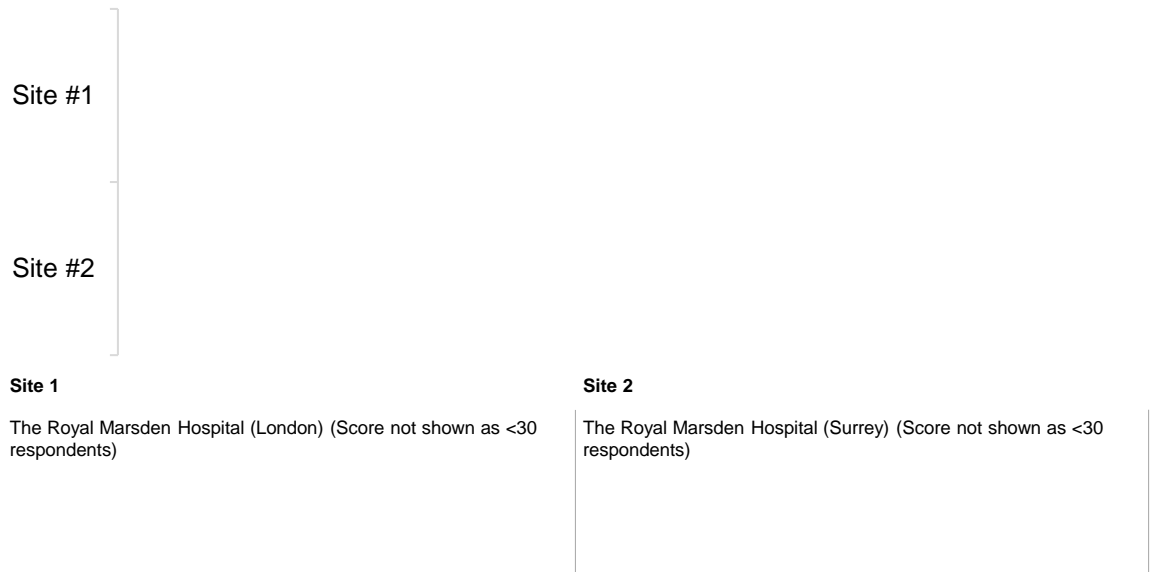 Site #1
Site #2
Site 1
The Royal Marsden Hospital (London) (Score not shown as <30
respondents)
Site 2
The Royal Marsden Hospital (Surrey) (Score not shown as <30
respondents)